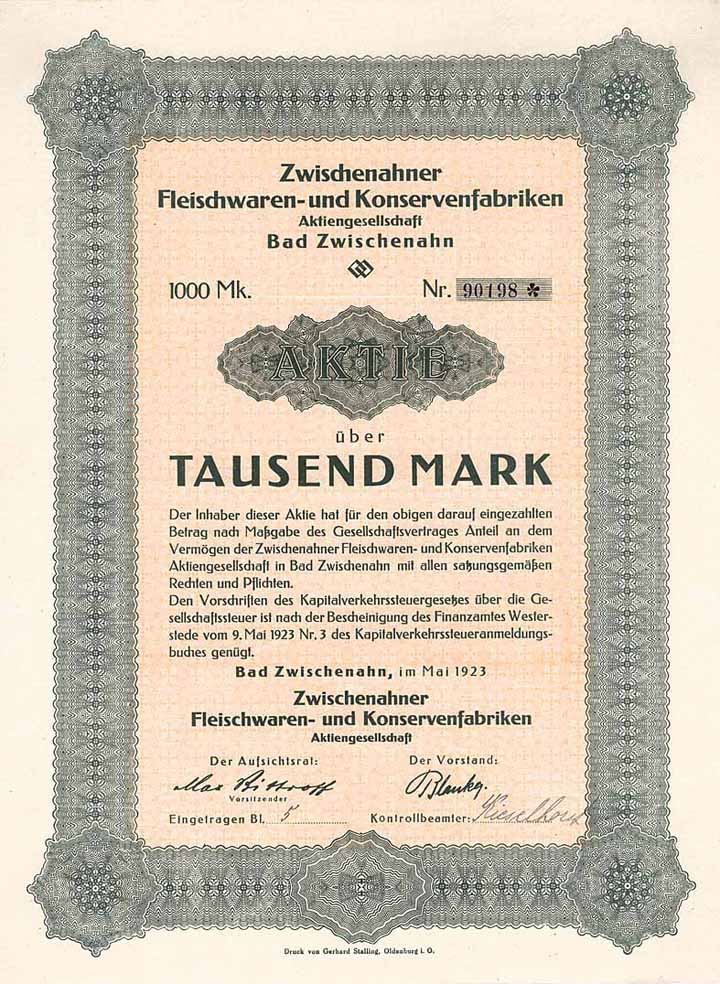 Zwischenahner
Fleischwaren- und Konservenfabriken
Aktiengesellschaft
Bad Zwischenahn
1000 Mk. Nr. 90198 *
AKTIE
über
TAUSEND MARK
Der Inhaber dieser Aktie hat für den obigen darauf eingezahlten
Betrag nach Maßgabe des Gesellschaftsvertrages Anteil an dem
Vermögen der Zwischenahner Fleischwaren- und Konservenfabriken
Aktiengesellschaft in Bad Zwischenahn mit allen satzungsgemäßen
Rechten und Pflichten.
Den Vorschriften des Kapitalverkehrssteuergesetzes über die Ge-
sellschaftssteuer ist nach der Bescheinigung des Finanzamtes Wester-
stede vom 9. Mai 1923 Nr. 3 des Kapitalverkehrssteueranmeldungs-
buches genügt.
Bad Zwischenahn, im Mai 1923
Zwischenahner
Fleischwaren- und Konservenfabriken
Aktiengesellschaft
Der Aufsichtsrat: Der Vorstand:
Max
Vorsitzender
Eingetragen Bl. 5 Kontrollbeamter:
Druck von Gerhard Stalling, Oldenburg i. O.